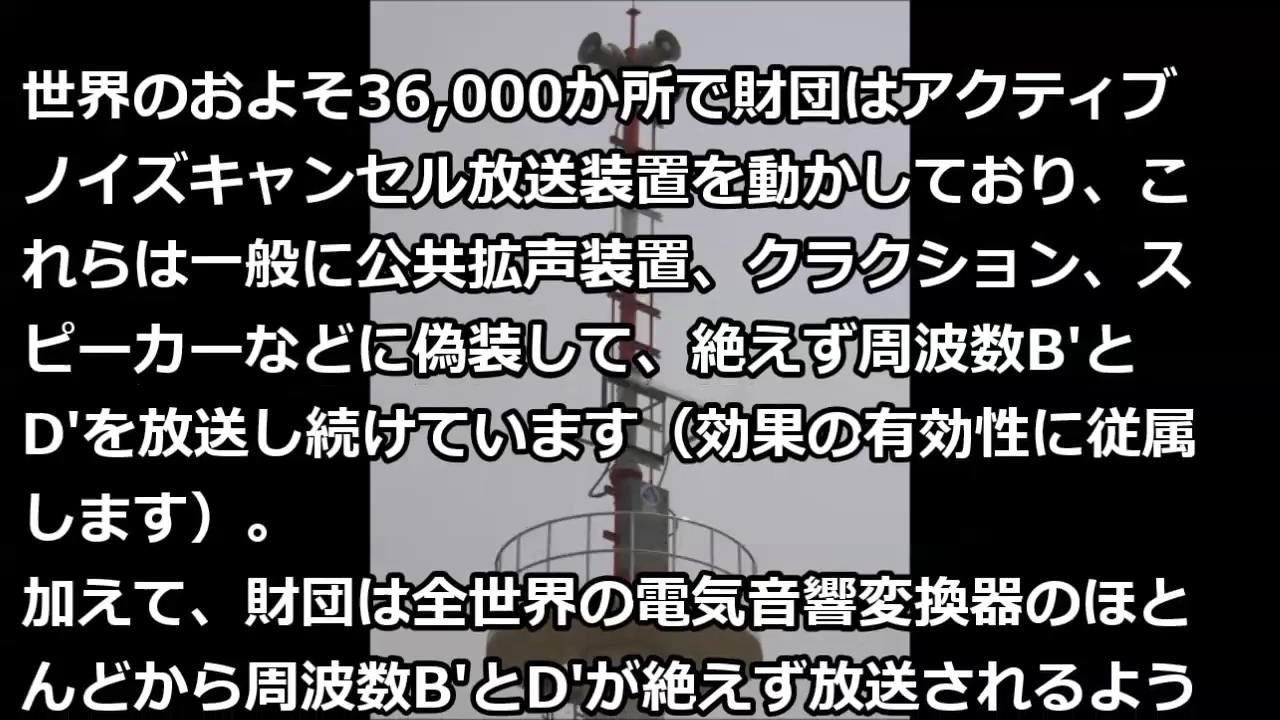 世界のおよそ36,000か所で財団はアクティブ
ノイズキャンセル放送装置を動かしており、こ
れらは一般に公共拡声装置、クラクション、ス
ピーカーなどに偽装して、絶えず周波数B'と
D'を放送し続けています（効果の有効性に従属
します）。
加えて、財団は全世界の電気音響変換器のほと
んどから周波数B'とD'が絶えず放送されるよう